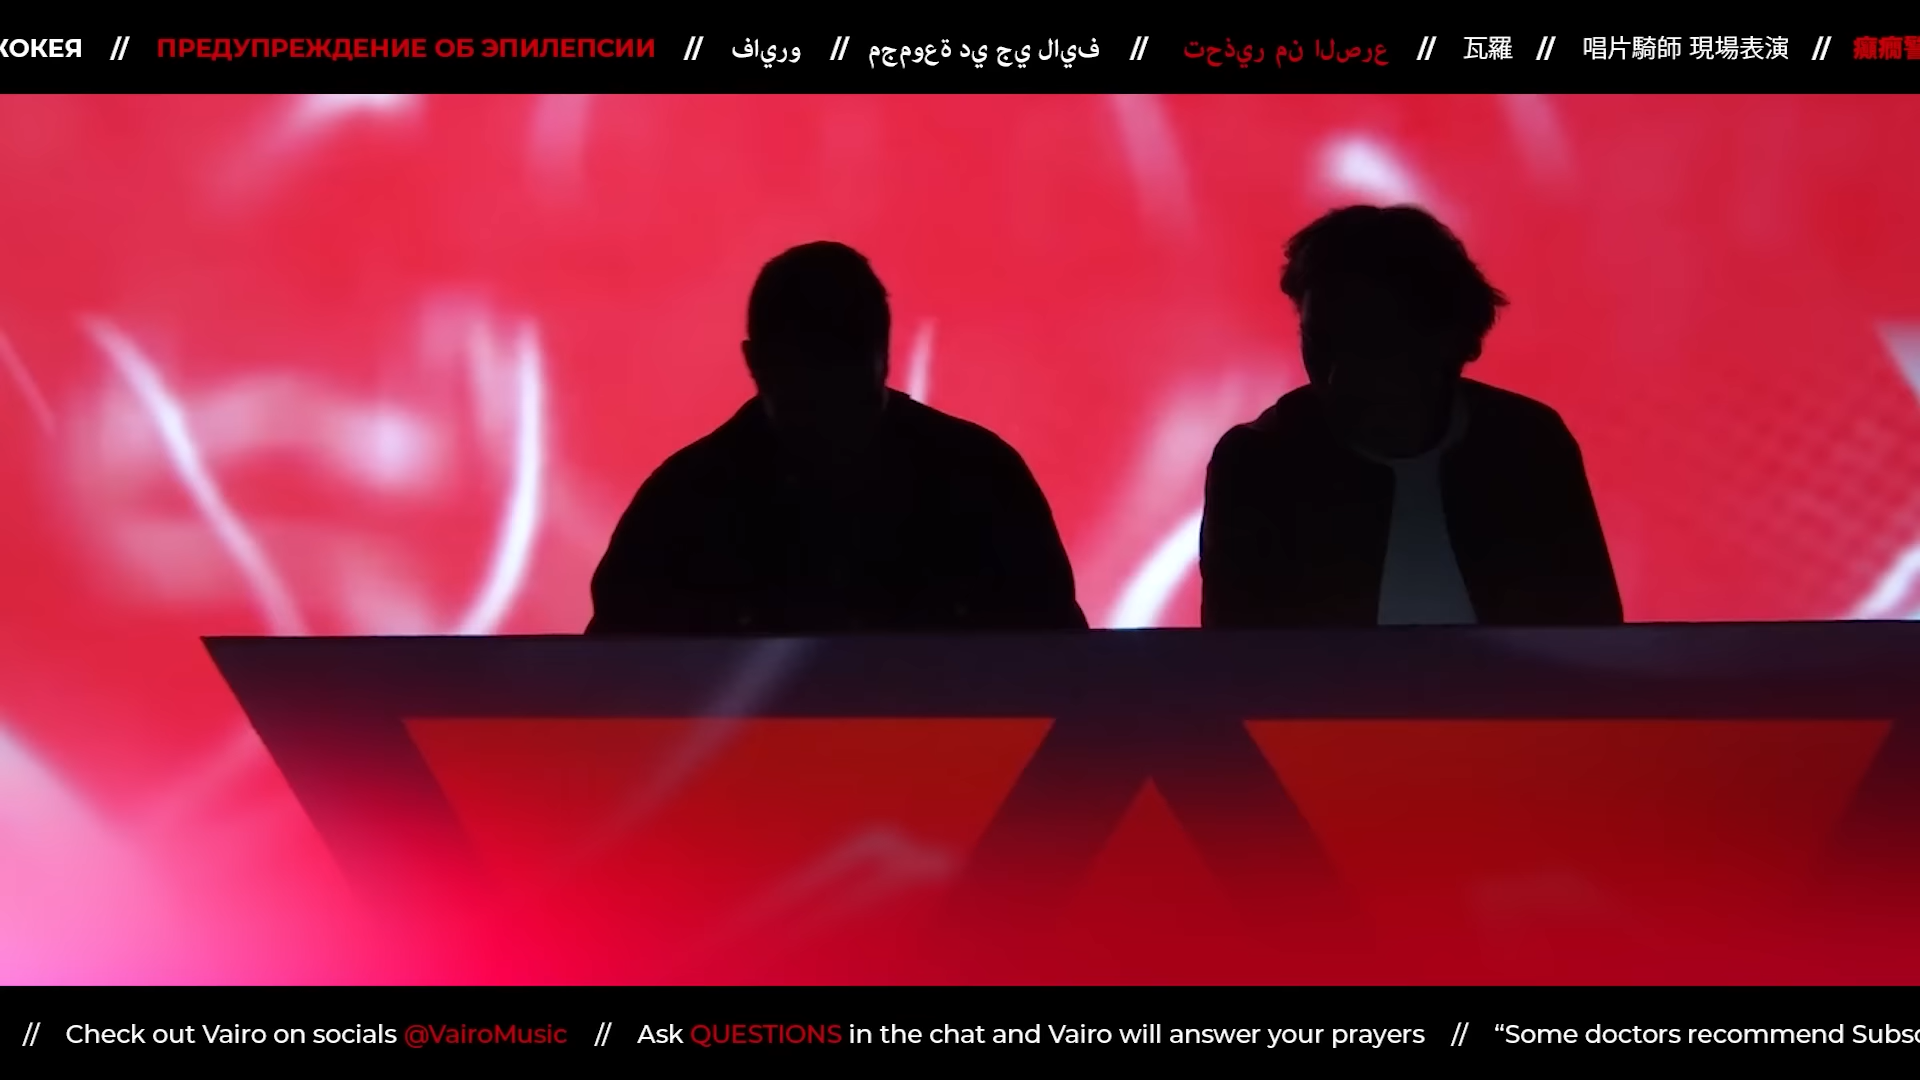 ЖОКЕЯ // ПРЕДУПРЕЖДЕНИЕ ОБ ЭПИЛЕПСИИ // فايرو // مجموعة دي جي لايف // تحذير من الصرع // 瓦羅 // 唱片騎師 現場表演 // 癲癇
// Check out Vairo on socials @VairoMusic // Ask QUESTIONS in the chat and Vairo will answer your prayers // “Some doctors recommend